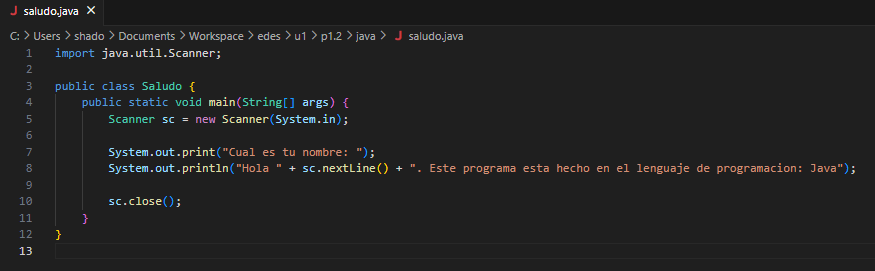 saludo.java
C: > Users > shado > Documents > Workspace > edes > u1 > p1.2 > java > saludo.java
1 import java.util.Scanner;
2
3 public class Saludo {
4     public static void main(String[] args) {
5         Scanner sc = new Scanner(System.in);
6
7         System.out.print("Cual es tu nombre: ");
8         System.out.println("Hola " + sc.nextLine() + ". Este programa esta hecho en el lenguaje de programacion: Java");
9
10         sc.close();
11     }
12 }
13